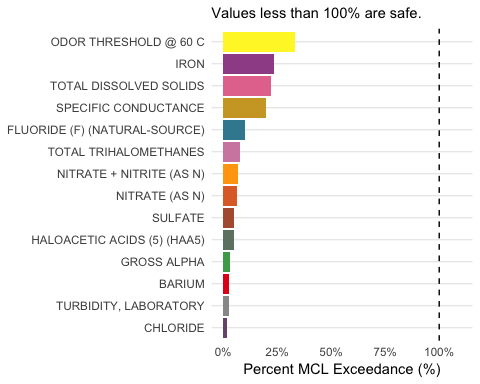 Values less than 100% are safe.
ODOR THRESHOLD @ 60 C
IRON
TOTAL DISSOLVED SOLIDS
SPECIFIC CONDUCTANCE
FLUORIDE (F) (NATURAL-SOURCE)
TOTAL TRIHALOMETHANES
NITRATE + NITRITE (AS N)
NITRATE (AS N)
SULFATE
HALOACETIC ACIDS (5) (HAA5)
GROSS ALPHA
BARIUM
TURBIDITY, LABORATORY
CHLORIDE
0% 25% 50% 75% 100%
Percent MCL Exceedance (%)